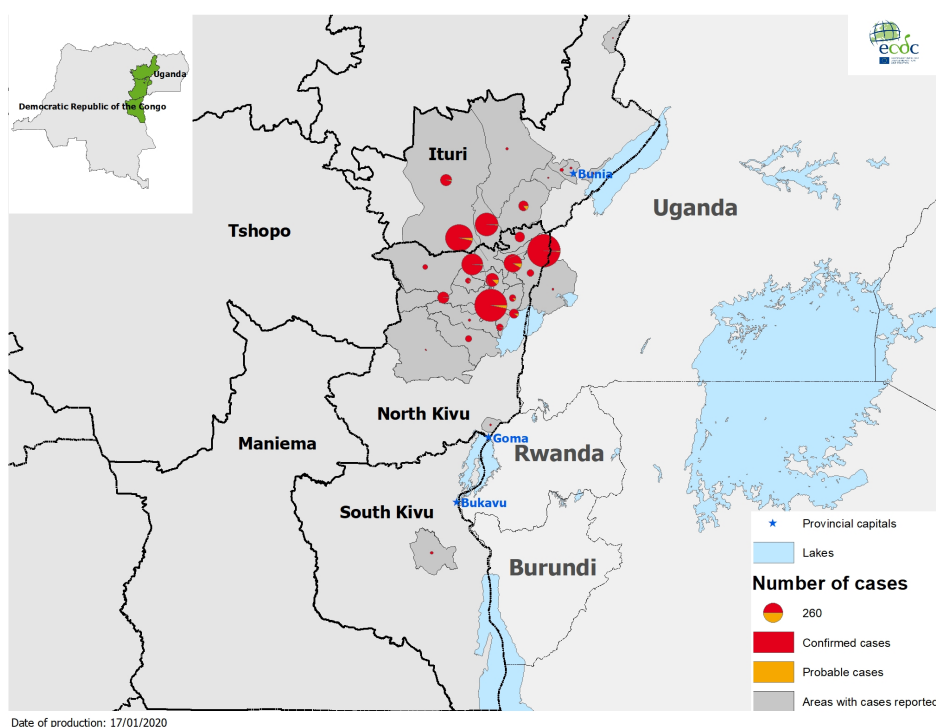 Uganda
Democratic Republic of the Congo
ecdc
Ituri
Bunia
Uganda
Tshopo
North Kivu
Goma
Maniema
Rwanda
South Kivu
Bukavu
Burundi
Provincial capitals
Lakes
Number of cases
260
Confirmed cases
Probable cases
Areas with cases reported
Date of production: 17/01/2020